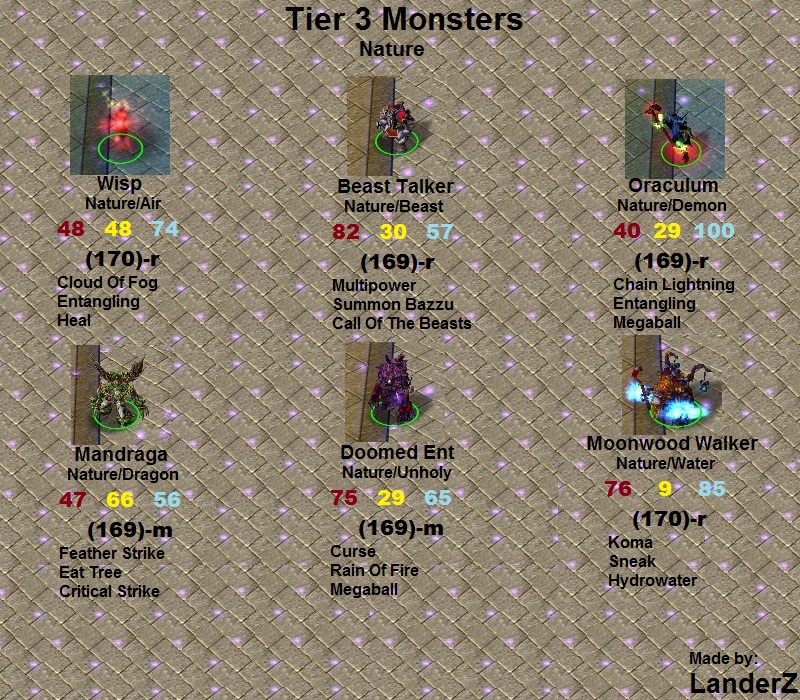 Tier 3 Monsters
Nature
Wisp
Nature/Air
48 48 74
(170)-r
Cloud Of Fog
Entangling
Heal
Beast Talker
Nature/Beast
82 30 57
(169)-r
Multipower
Summon Bazzu
Call Of The Beasts
Oraculum
Nature/Demon
40 29 100
(169)-r
Chain Lightning
Entangling
Megaball
Mandraga
Nature/Dragon
47 66 56
(169)-m
Feather Strike
Eat Tree
Critical Strike
Doomed Ent
Nature/Unholy
75 29 65
(169)-m
Curse
Rain Of Fire
Megaball
Moonwood Walker
Nature/Water
76 9 85
(170)-r
Koma
Sneak
Hydrowater
Made by:
LanderZ